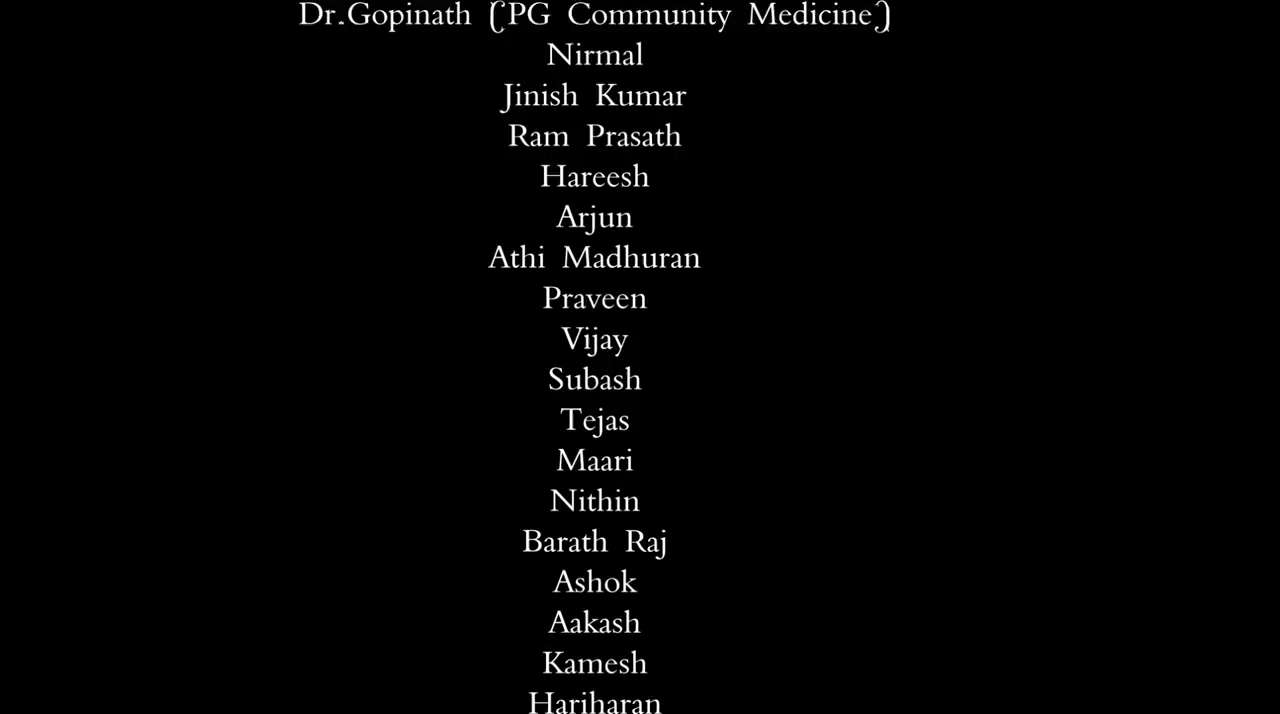 Dr.Gopinath (PG Community Medicine)
Nirmal
Jinish Kumar
Ram Prasath
Hareesh
Arjun
Athi Madhuran
Praveen
Vijay
Subash
Tejas
Maari
Nithin
Barath Raj
Ashok
Aakash
Kamesh
Hariharan